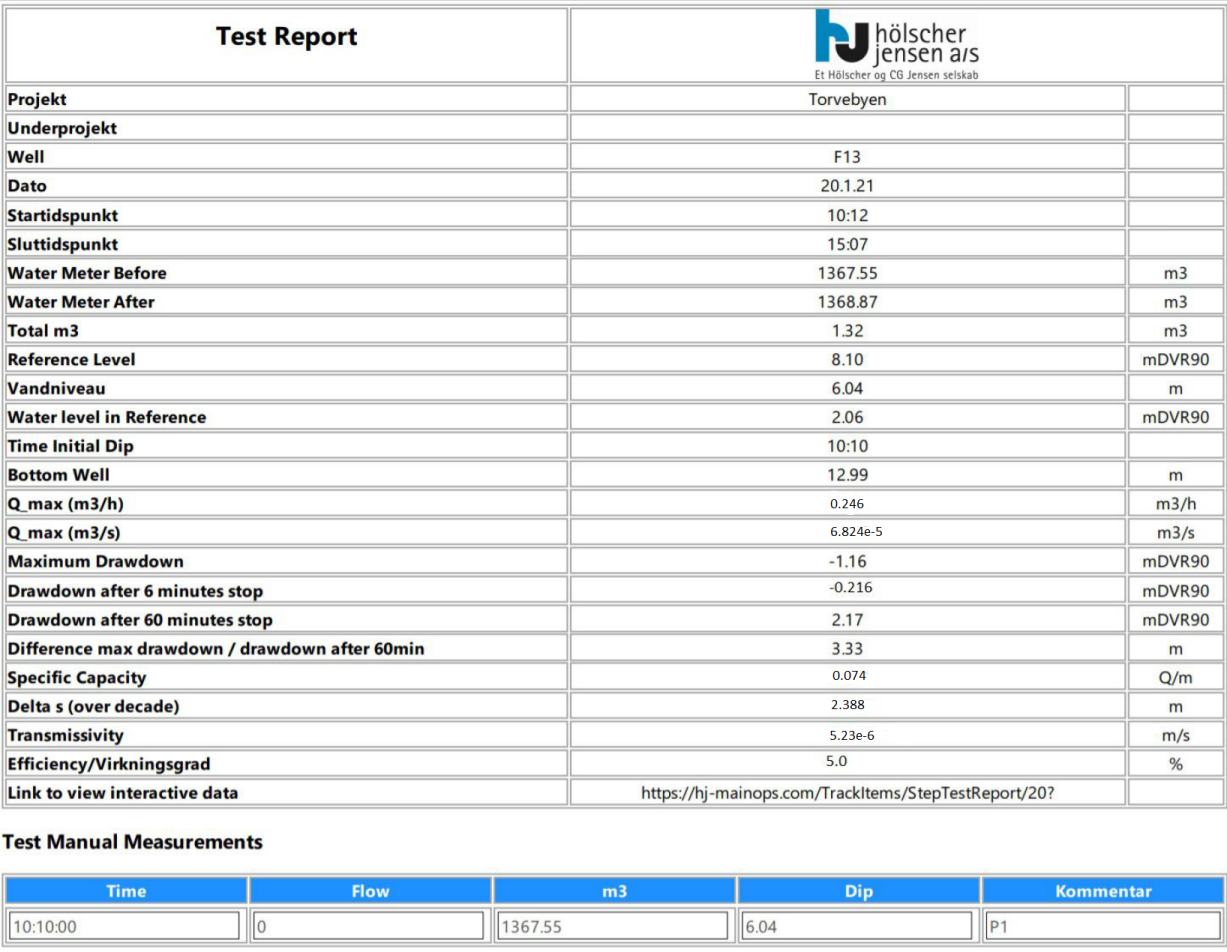 Test Report
hölscher
jensen a/s
Et Hölscher og CG Jensen selskab
Projekt Torvebyen
Underprojekt
Well F13
Dato 20.1.21
Startidspunkt 10:12
Sluttidspunkt 15:07
Water Meter Before 1367.55 m3
Water Meter After 1368.87 m3
Total m3 1.32 m3
Reference Level 8.10 mDVR90
Vandniveau 6.04 m
Water level in Reference 2.06 mDVR90
Time Initial Dip 10:10
Bottom Well 12.99 m
Q_max (m3/h) 0.246 m3/h
Q_max (m3/s) 6.824e-5 m3/s
Maximum Drawdown -1.16 mDVR90
Drawdown after 6 minutes stop -0.216 mDVR90
Drawdown after 60 minutes stop 2.17 mDVR90
Difference max drawdown / drawdown after 60min 3.33 m
Specific Capacity 0.074 Q/m
Delta s (over decade) 2.388 m
Transmissivity 5.23e-6 m/s
Efficiency/Virkningsgrad 5.0 %
Link to view interactive data https://hj-mainops.com/TrackItems/StepTestReport/20?
Test Manual Measurements
Time Flow m3 Dip Kommentar
10:10:00 0 1367.55 6.04 P1